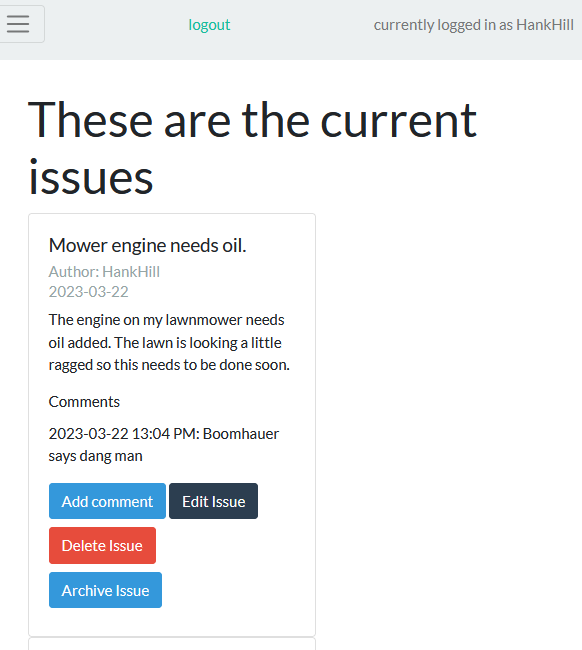 logout
currently logged in as HankHill
These are the current
issues
Mower engine needs oil.
Author: HankHill
2023-03-22
The engine on my lawnmower needs
oil added. The lawn is looking a little
ragged so this needs to be done soon.
Comments
2023-03-22 13:04 PM: Boomhauer
says dang man
Add comment
Edit Issue
Delete Issue
Archive Issue